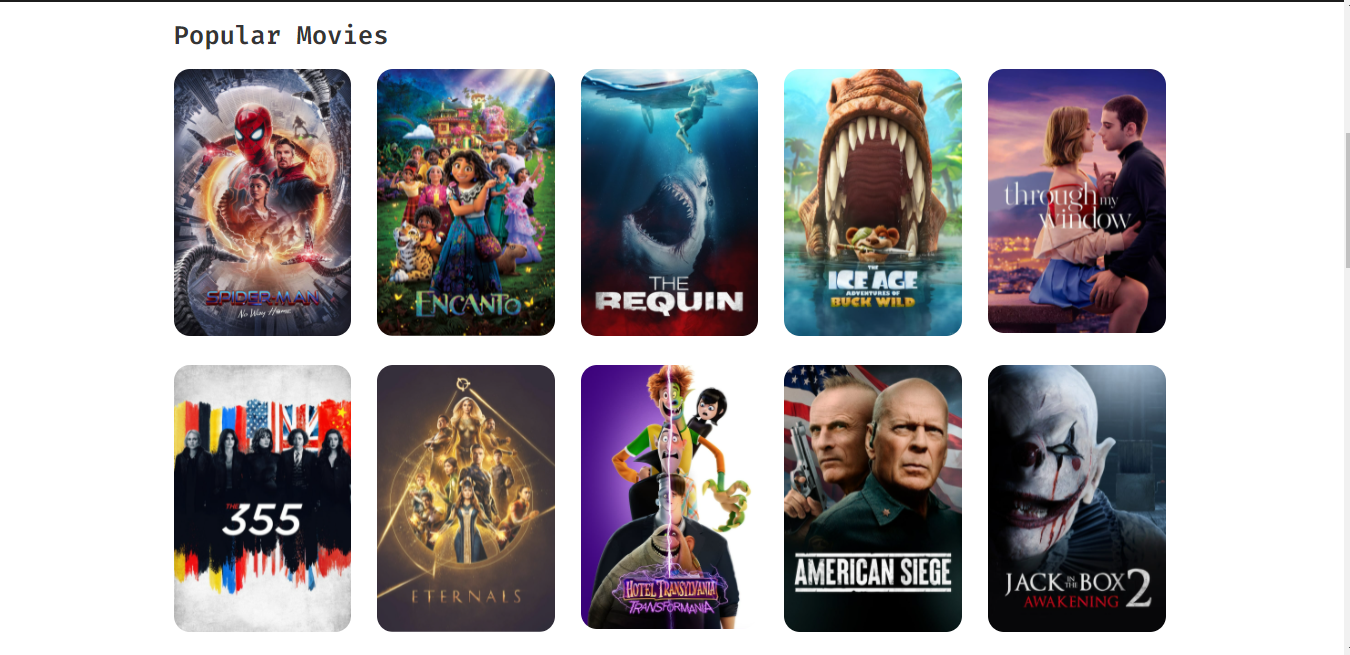 Popular Movies
SPIDER-MAN
No Way Home
ENCANTO
THE
REQUIN
THE
ICE AGE
ADVENTURES OF
BUCK WILD
through my
window
THE
355
ETERNALS
HOTEL TRANSYLVANIA
TRANSFORMANIA
AMERICAN SIEGE
JACK IN THE BOX 2
AWAKENING